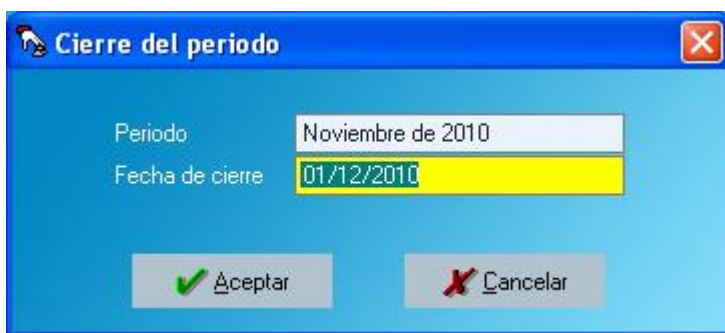 Cierre del periodo
Periodo Noviembre de 2010
Fecha de cierre 01/12/2010
Aceptar Cancelar